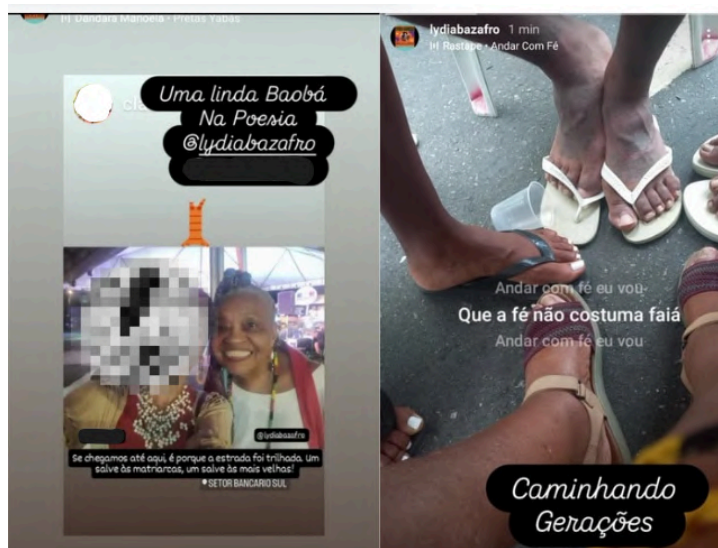 Dandara Manoela • Pretas Yabás
Uma linda Baobá
Na Poesia
@lydiabazafro
@lydiabazafro
Se chegamos até aqui, é porque a estrada foi trilhada. Um
salve às matriarcas, um salve às mais velhas!
SETOR BANCARIO SUL
lydiabazafro 1 min
Rastapé • Andar Com Fé
Andar com fé eu vou
Que a fé não costuma faiá
Andar com fé eu vou
Caminhando
Gerações